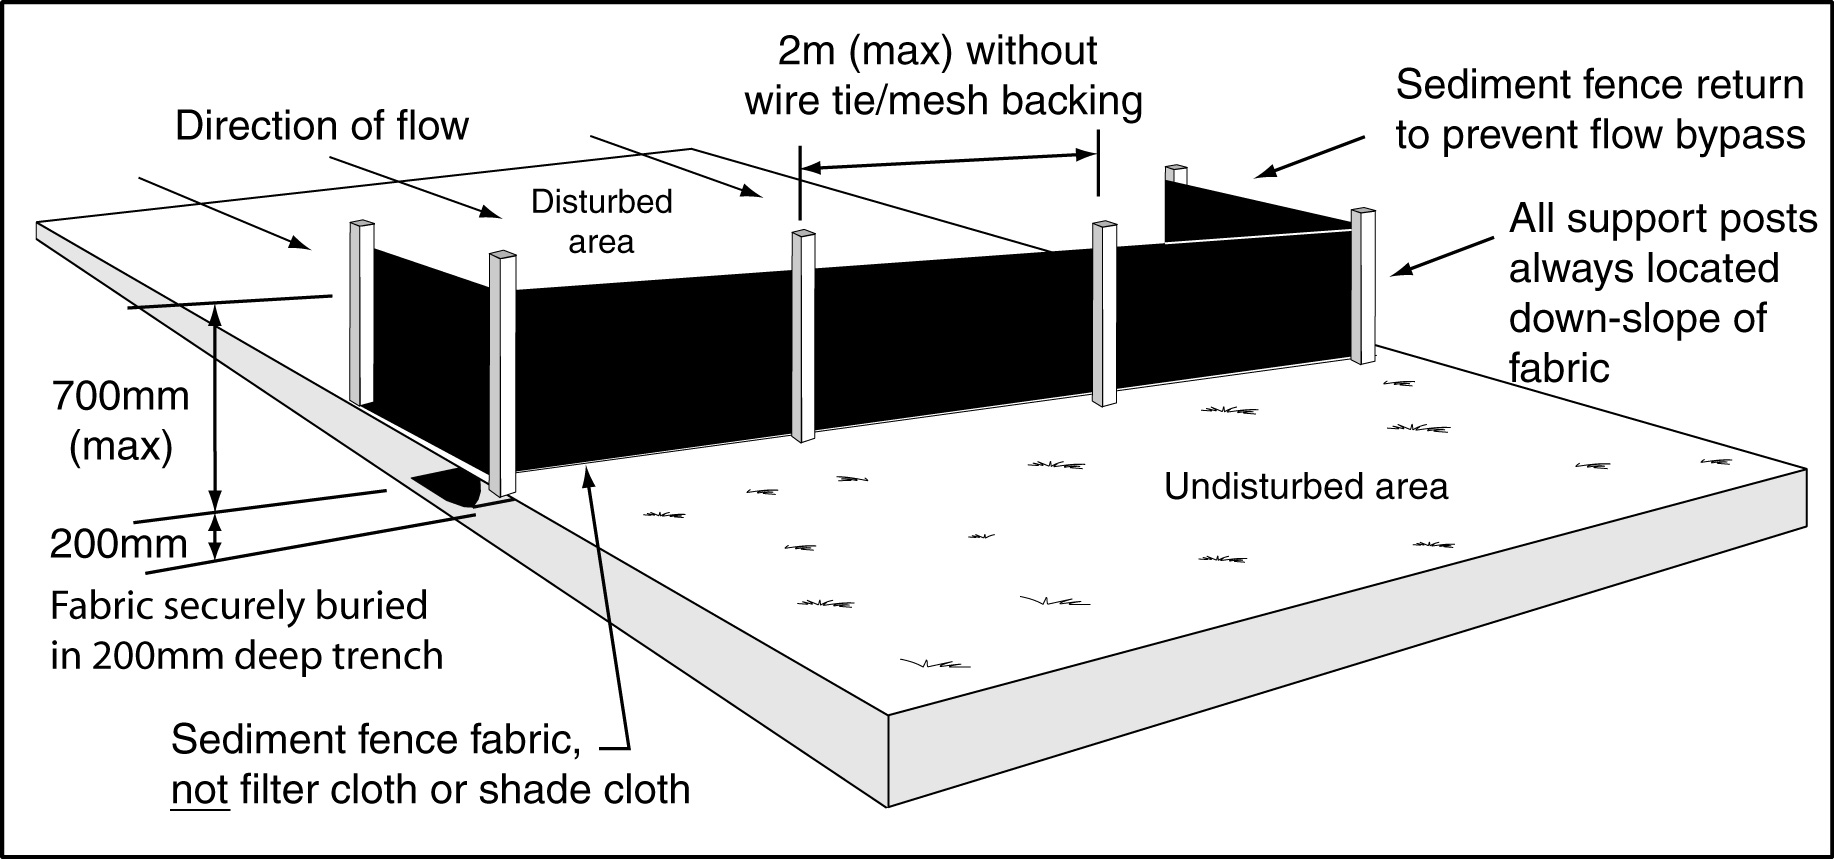 2m (max) without
wire tie/mesh backing
Sediment fence return
to prevent flow bypass
Direction of flow
Disturbed
area
All support posts
always located
down-slope of
fabric
700mm
(max)
Undisturbed area
200mm
Fabric securely buried
in 200mm deep trench
Sediment fence fabric,
not filter cloth or shade cloth